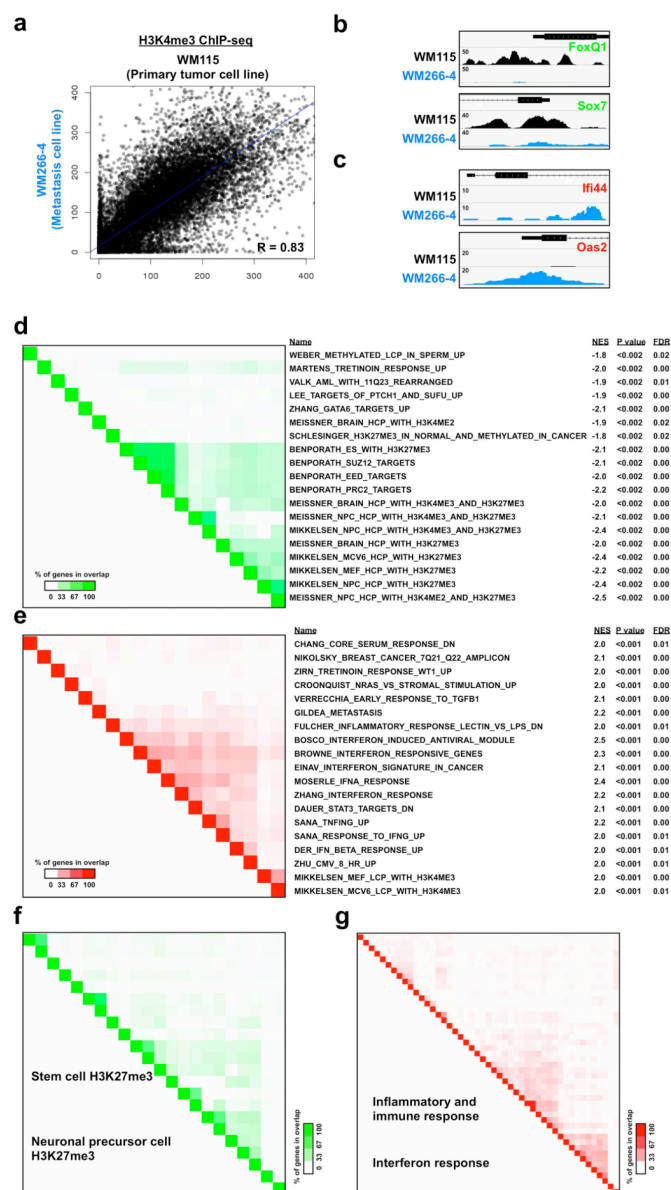 a
H3K4me3 ChIP-seq
WM115
(Primary tumor cell line)
WM266-4
(Metastasis cell line)
400
300
200
100
0
R = 0.83
0 100 200 300 400
b
FoxQ1
50
WM115
50
WM266-4
Sox7
40
WM115
40
WM266-4
c
Ifi44
10
WM115
10
WM266-4
Oas2
20
WM115
20
WM266-4
d
Name NES P value FDR
WEBER_METHYLATED_LCP_IN_SPERM_UP -1.8 <0.002 0.02
MARTENS_TRETINOIN_RESPONSE_UP -2.0 <0.002 0.00
VALK_AML_WITH_11Q23_REARRANGED -1.9 <0.002 0.01
LEE_TARGETS_OF_PTCH1_AND_SUFU_UP -1.9 <0.002 0.00
ZHANG_GATA6_TARGETS_UP -2.1 <0.002 0.00
MEISSNER_BRAIN_HCP_WITH_H3K4ME2 -1.9 <0.002 0.02
SCHLESINGER_H3K27ME3_IN_NORMAL_AND_METHYLATED_IN_CANCER -1.8 <0.002 0.02
BENPORATH_ES_WITH_H3K27ME3 -2.1 <0.002 0.00
BENPORATH_SUZ12_TARGETS -2.1 <0.002 0.00
BENPORATH_EED_TARGETS -2.0 <0.002 0.00
BENPORATH_PRC2_TARGETS -2.2 <0.002 0.00
MEISSNER_BRAIN_HCP_WITH_H3K4ME3_AND_H3K27ME3 -2.0 <0.002 0.00
MEISSNER_NPC_HCP_WITH_H3K4ME3_AND_H3K27ME3 -2.1 <0.002 0.00
MIKKELSEN_NPC_HCP_WITH_H3K4ME3_AND_H3K27ME3 -2.4 <0.002 0.00
MEISSNER_BRAIN_HCP_WITH_H3K27ME3 -2.0 <0.002 0.00
MIKKELSEN_MCV6_HCP_WITH_H3K27ME3 -2.4 <0.002 0.00
MIKKELSEN_MEF_HCP_WITH_H3K27ME3 -2.2 <0.002 0.00
MIKKELSEN_NPC_HCP_WITH_H3K27ME3 -2.4 <0.002 0.00
MEISSNER_NPC_HCP_WITH_H3K4ME2_AND_H3K27ME3 -2.5 <0.002 0.00
% of genes in overlap
0 33 67 100
e
Name NES P value FDR
CHANG_CORE_SERUM_RESPONSE_DN 2.0 <0.001 0.01
NIKOLSKY_BREAST_CANCER_7Q21_Q22_AMPLICON 2.1 <0.001 0.00
ZIRN_TRETINOIN_RESPONSE_WT1_UP 2.0 <0.001 0.00
CROONQUIST_NRAS_VS_STROMAL_STIMULATION_UP 2.0 <0.001 0.00
VERRECCHIA_EARLY_RESPONSE_TO_TGFB1 2.1 <0.001 0.00
GILDEA_METASTASIS 2.2 <0.001 0.00
FULCHER_INFLAMMATORY_RESPONSE_LECTIN_VS_LPS_DN 2.0 <0.001 0.01
BOSCO_INTERFERON_INDUCED_ANTIVIRAL_MODULE 2.5 <0.001 0.00
BROWNE_INTERFERON_RESPONSIVE_GENES 2.3 <0.001 0.00
EINAV_INTERFERON_SIGNATURE_IN_CANCER 2.1 <0.001 0.00
MOSERLE_IFNA_RESPONSE 2.4 <0.001 0.00
ZHANG_INTERFERON_RESPONSE 2.2 <0.001 0.00
DAUER_STAT3_TARGETS_DN 2.1 <0.001 0.00
SANA_TNFING_UP 2.2 <0.001 0.00
SANA_RESPONSE_TO_IFNG_UP 2.0 <0.001 0.01
DER_IFN_BETA_RESPONSE_UP 2.0 <0.001 0.01
ZHU_CMV_8_HR_UP 2.0 <0.001 0.01
MIKKELSEN_MEF_LCP_WITH_H3K4ME3 2.0 <0.001 0.00
MIKKELSEN_MCV6_LCP_WITH_H3K4ME3 2.0 <0.001 0.01
% of genes in overlap
0 33 67 100
f
Stem cell H3K27me3
Neuronal precursor cell
H3K27me3
% of genes in overlap
0 33 67 100
g
Inflammatory and
immune response
Interferon response
% of genes in overlap
0 33 67 100